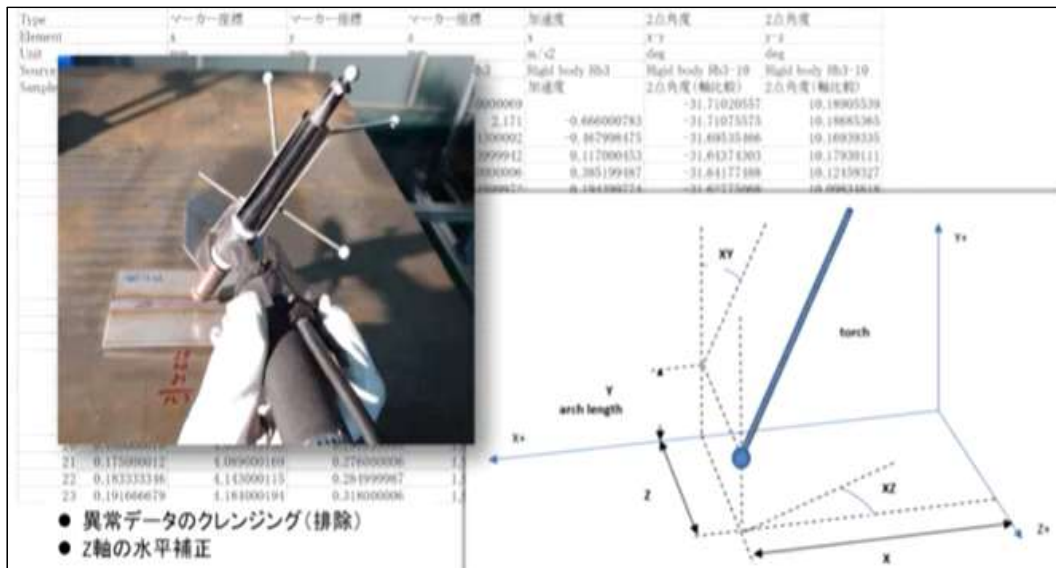 Type マーカー座標 マーカー座標 マーカー座標 加速度 2点角度 2点角度
Element x y z x x-y y-z
Unit m/s2 deg deg
Source Rigid body Rb3 Rigid body Rb3-10 Rigid body Rb3-10
加速度 2点角度(軸比較) 2点角度(軸比較)
-31.71020557 10.18905539
2.171 -0.666000783 -31.71075575 10.18685365
-0.467998475 -31.69535466 10.16939335
0.117000453 -31.64374303 10.17930111
0.385199487 -31.64177469 10.12459327
21 0.175000012 4.089000169 0.276000006
22 0.183333346 4.143000115 0.284999987
23 0.191666679 4.184000194 0.318000006
XY
Y+
torch
Y
arch length
X+
Z
XZ
Z+
X
● 異常データのクレンジング(排除)
● Z軸の水平補正